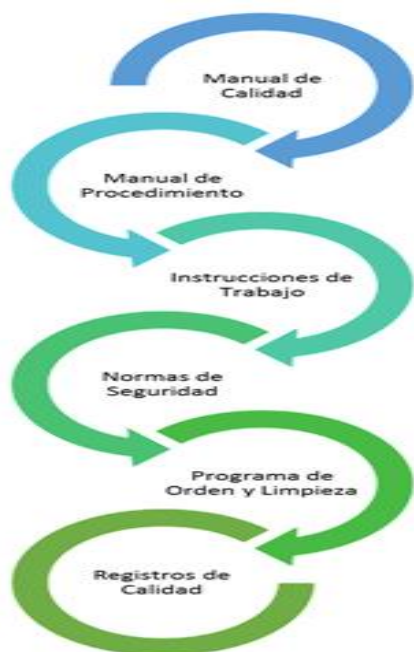 Manual de
Calidad
Manual de
Procedimiento
Instrucciones de
Trabajo
Normas de
Seguridad
Programa de
Orden y Limpieza
Registros de
Calidad